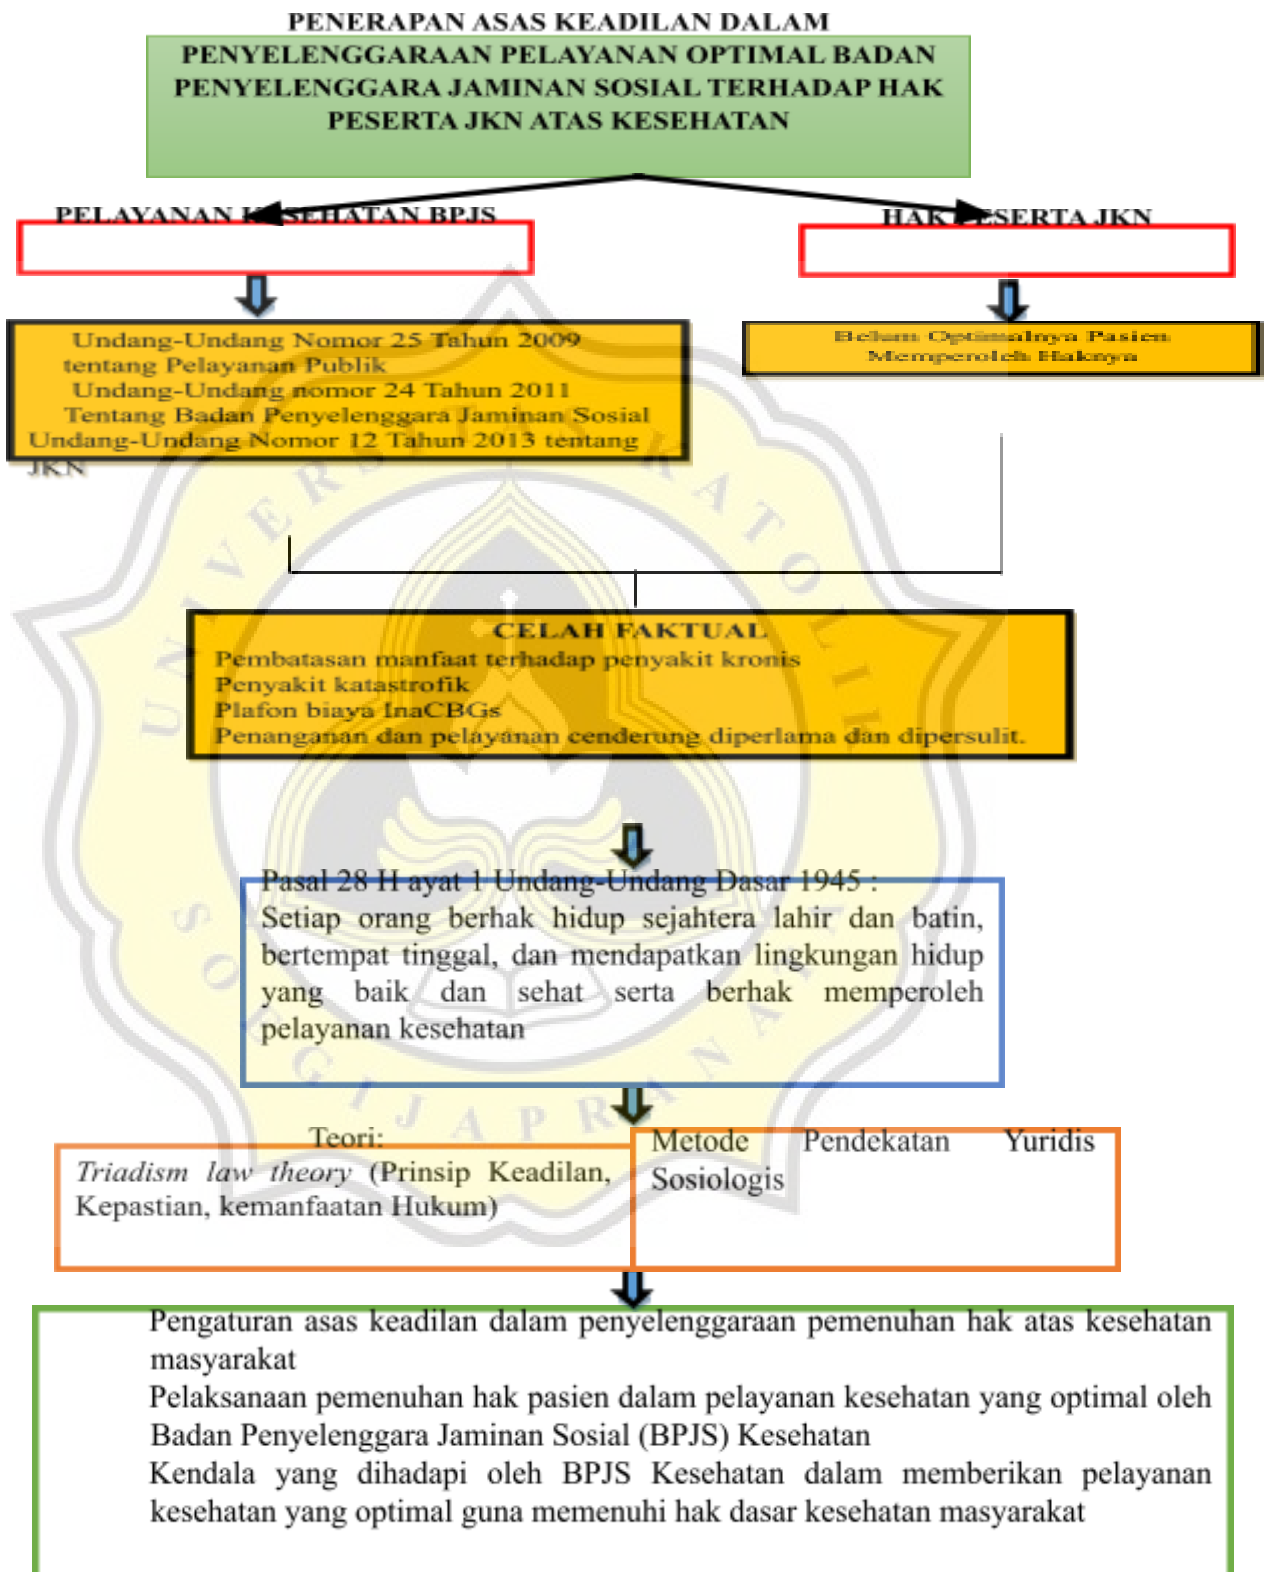 PENERAPAN ASAS KEADILAN DALAM
PENYELENGGARAAN PELAYANAN OPTIMAL BADAN
PENYELENGGARA JAMINAN SOSIAL TERHADAP HAK
PESERTA JKN ATAS KESEHATAN
PELAYANAN KESEHATAN BPJS
HAK PESERTA JKN
Undang-Undang Nomor 25 Tahun 2009
tentang Pelayanan Publik
Undang-Undang nomor 24 Tahun 2011
Tentang Badan Penyelenggara Jaminan Sosial
Undang-Undang Nomor 12 Tahun 2013 tentang
JKN
Belum Optimalnya Pasien
Memperoleh Haknya
CELAH FAKTUAL
Pembatasan manfaat terhadap penyakit kronis
Penyakit katastrofik
Plafon biaya InaCBGs
Penanganan dan pelayanan cenderung diperlama dan dipersulit.
Pasal 28 H ayat 1 Undang-Undang Dasar 1945 :
Setiap orang berhak hidup sejahtera lahir dan batin,
bertempat tinggal, dan mendapatkan lingkungan hidup
yang baik dan sehat serta berhak memperoleh
pelayanan kesehatan
Teori:
Triadism law theory (Prinsip Keadilan,
Kepastian, kemanfaatan Hukum)
Metode Pendekatan Yuridis
Sosiologis
Pengaturan asas keadilan dalam penyelenggaraan pemenuhan hak atas kesehatan
masyarakat
Pelaksanaan pemenuhan hak pasien dalam pelayanan kesehatan yang optimal oleh
Badan Penyelenggara Jaminan Sosial (BPJS) Kesehatan
Kendala yang dihadapi oleh BPJS Kesehatan dalam memberikan pelayanan
kesehatan yang optimal guna memenuhi hak dasar kesehatan masyarakat
UNIVERSITAS KATOLIK
SOEGIJAPRANATA